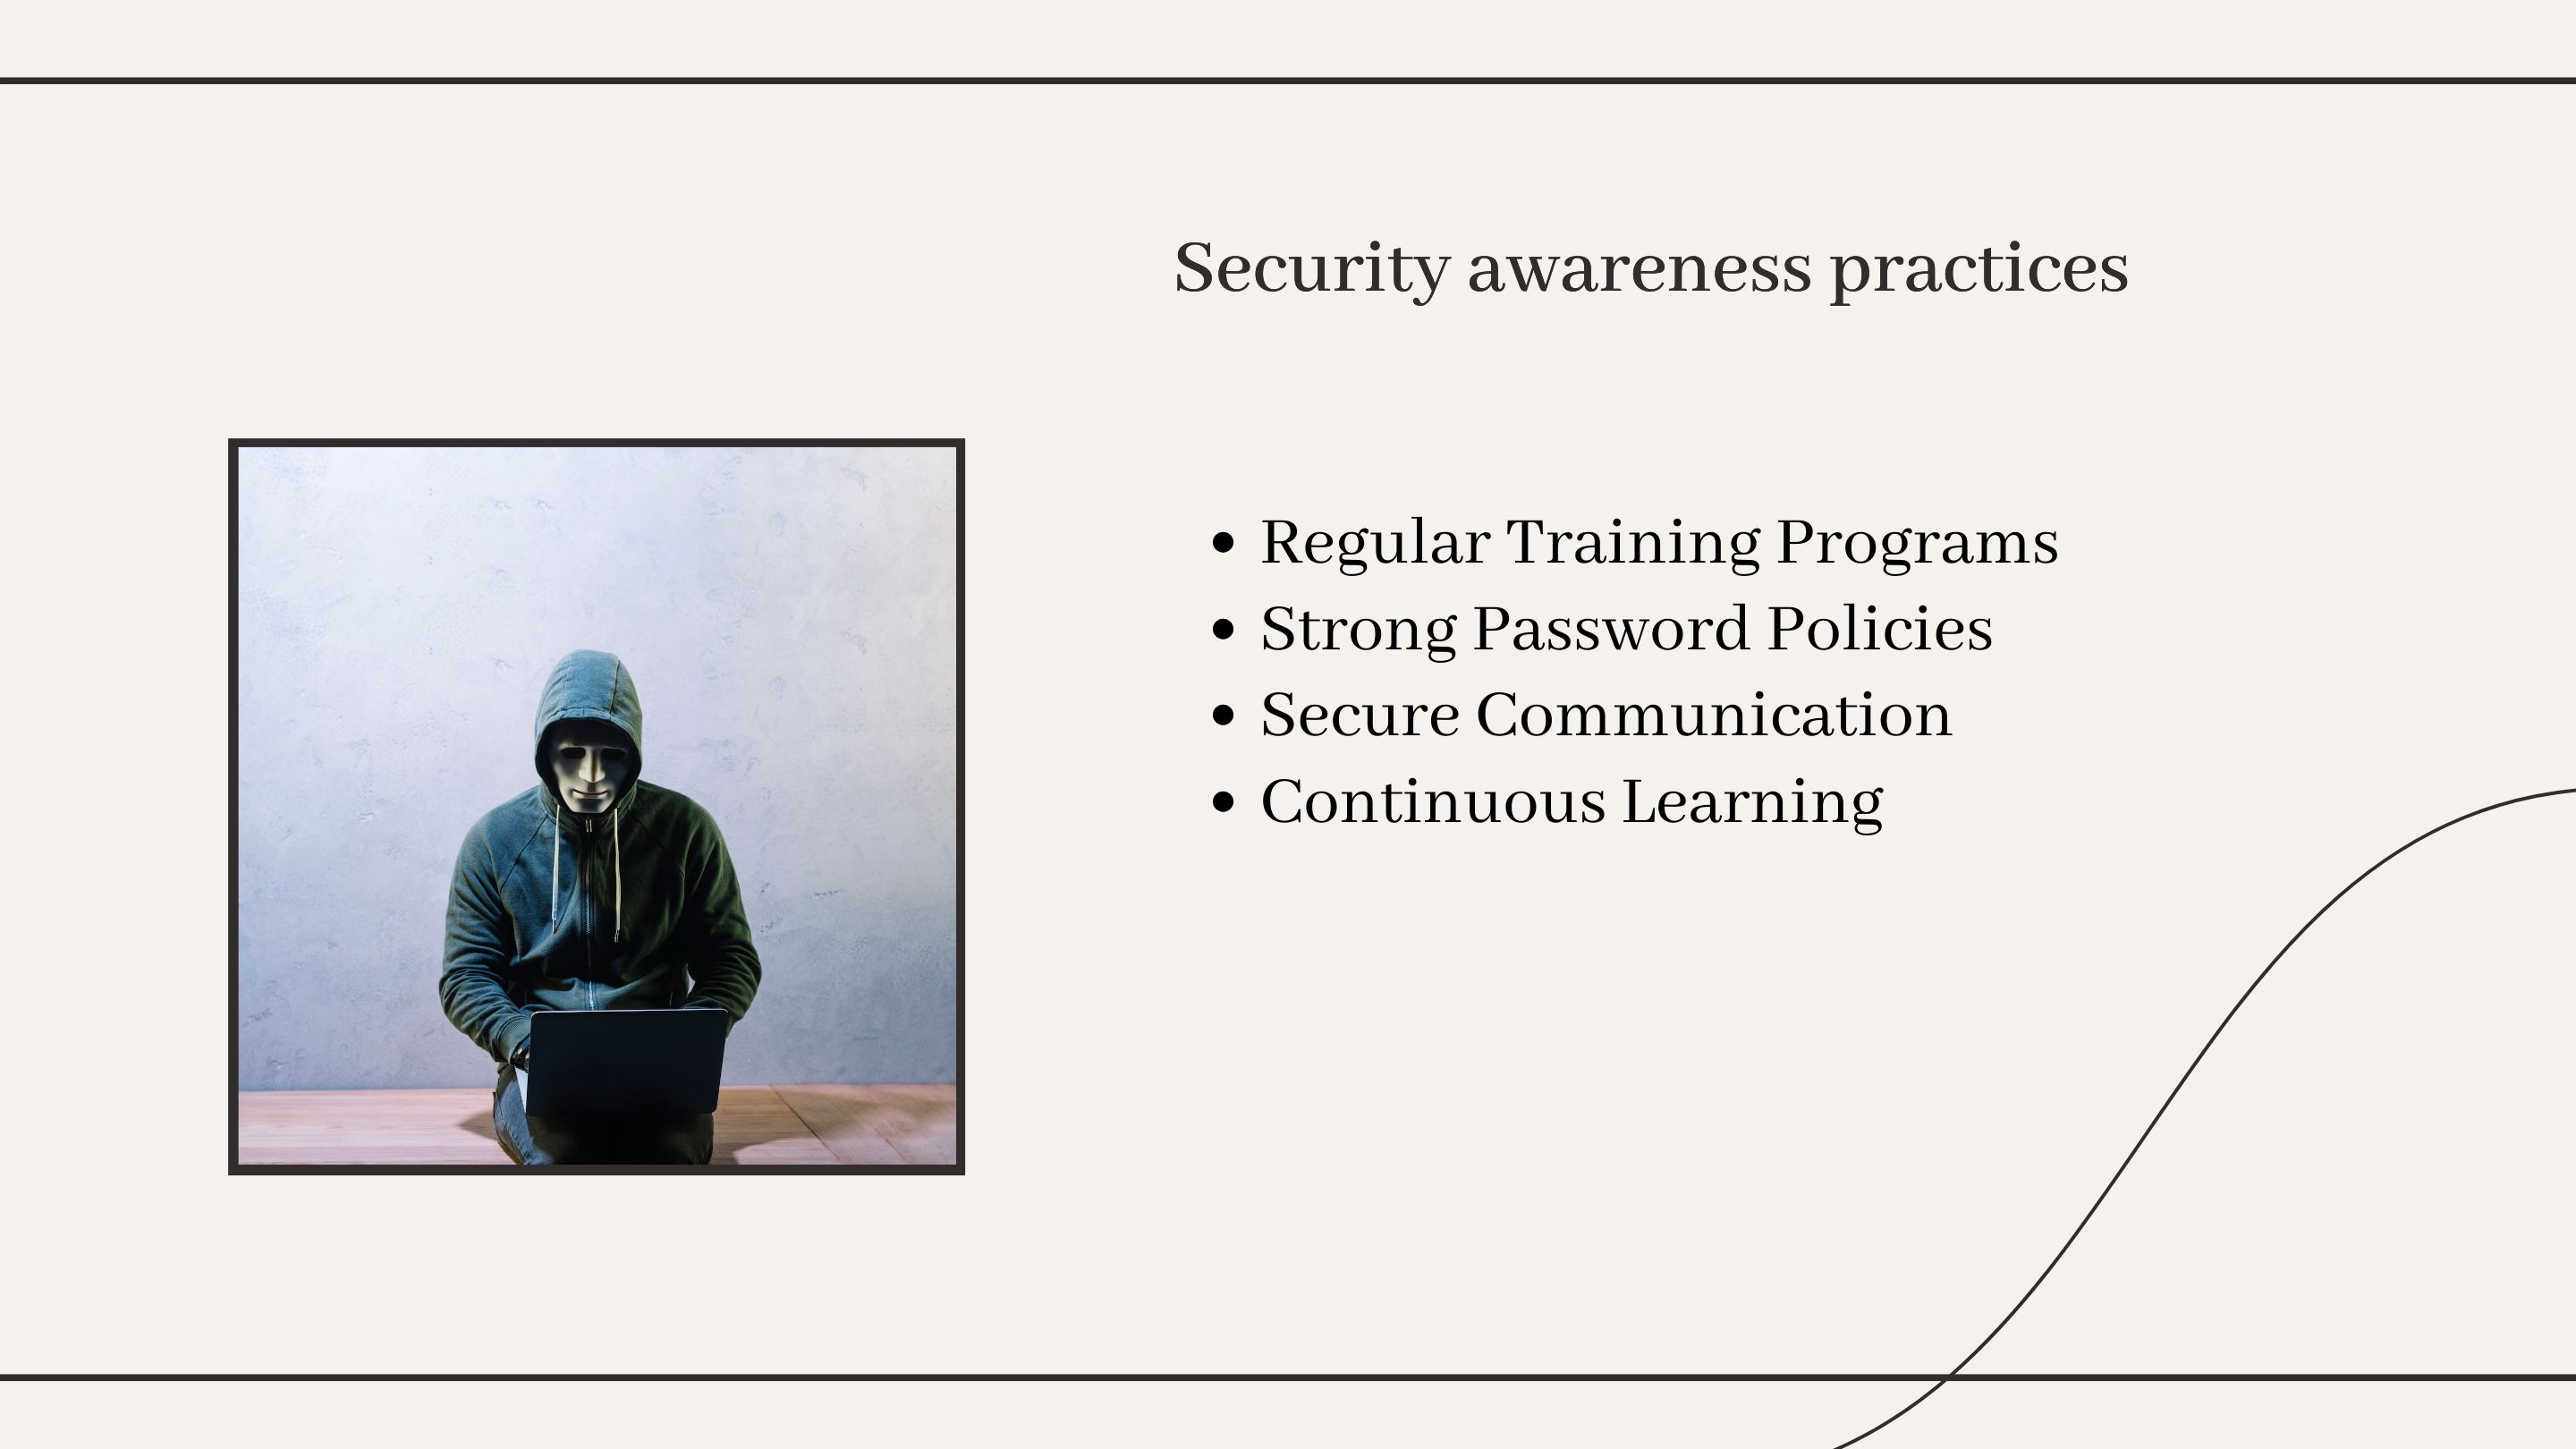 Security awareness practices
• Regular Training Programs
• Strong Password Policies
• Secure Communication
• Continuous Learning